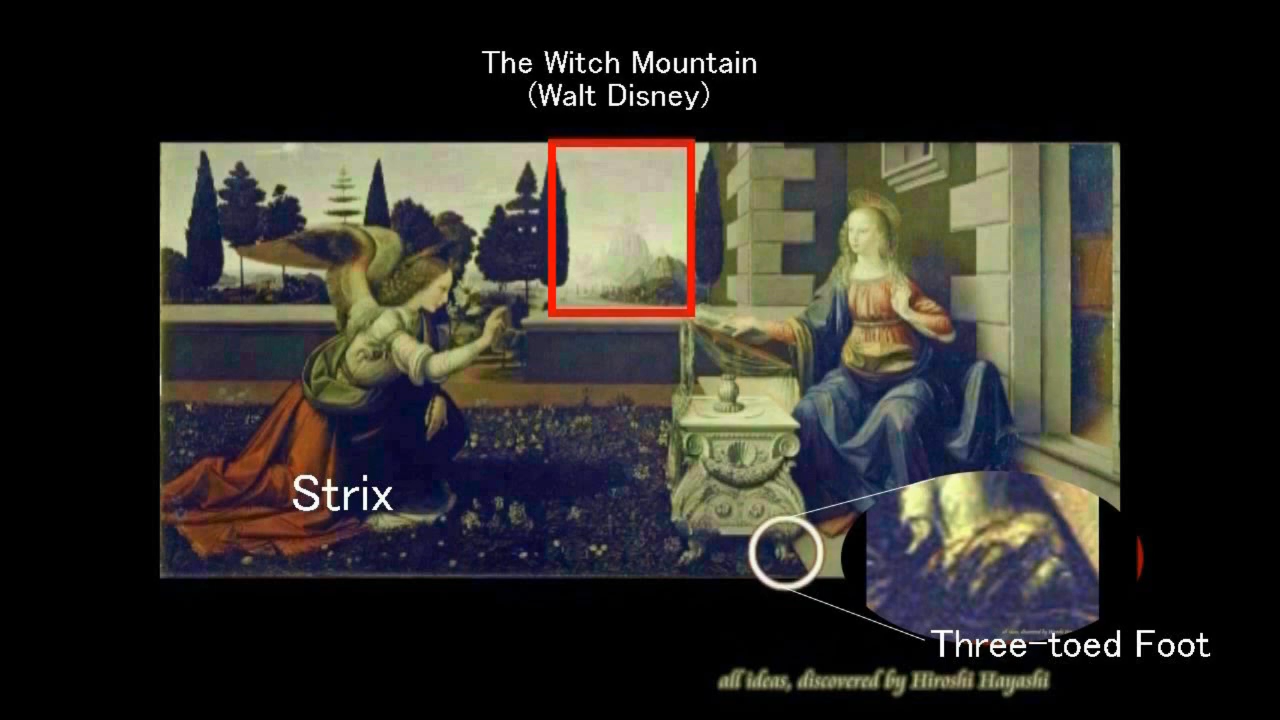 The Witch Mountain
(Walt Disney)
Strix
Three-toed Foot
all ideas, discovered by Hiroshi Hayashi